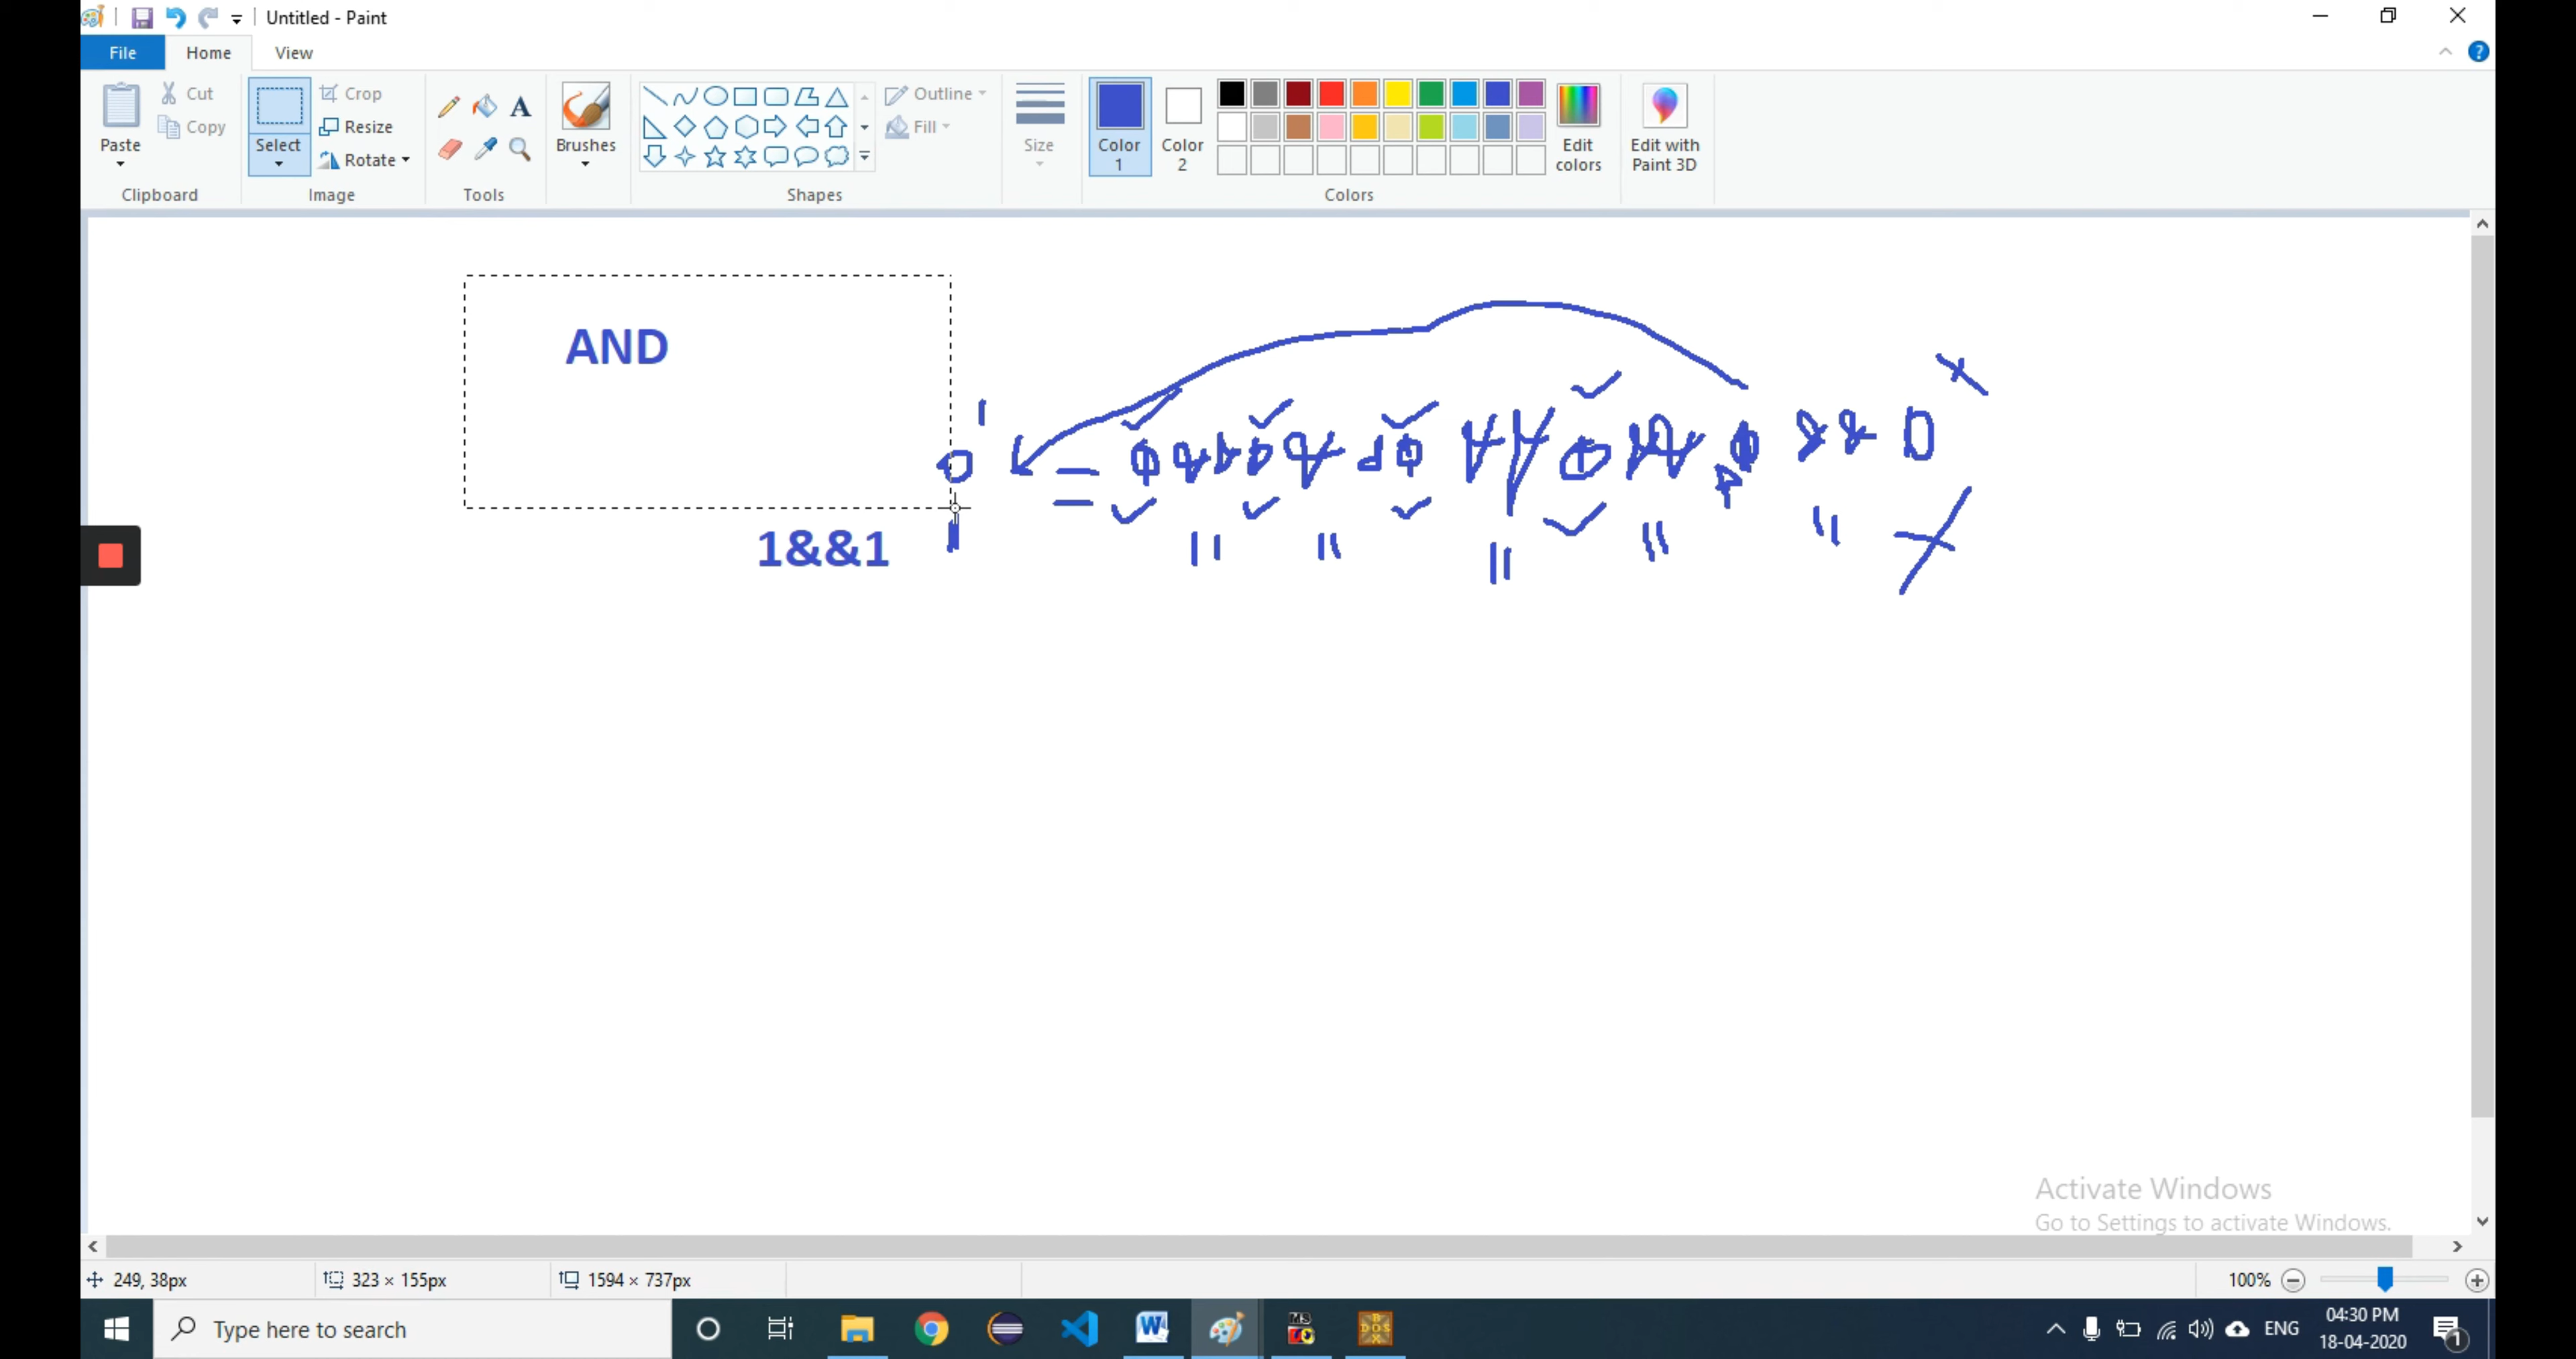 Untitled - Paint
File Home View
Paste Cut Copy Clipboard
Select Crop Resize Rotate Image
Tools
Brushes
Outline Fill Shapes
Size
Color 1 Color 2 Colors
Edit colors
Edit with Paint 3D
AND
1&&1
Activate Windows
Go to Settings to activate Windows.
249, 38px 323 × 155px 1594 × 737px 100%
Type here to search
ENG
04:30 PM
18-04-2020